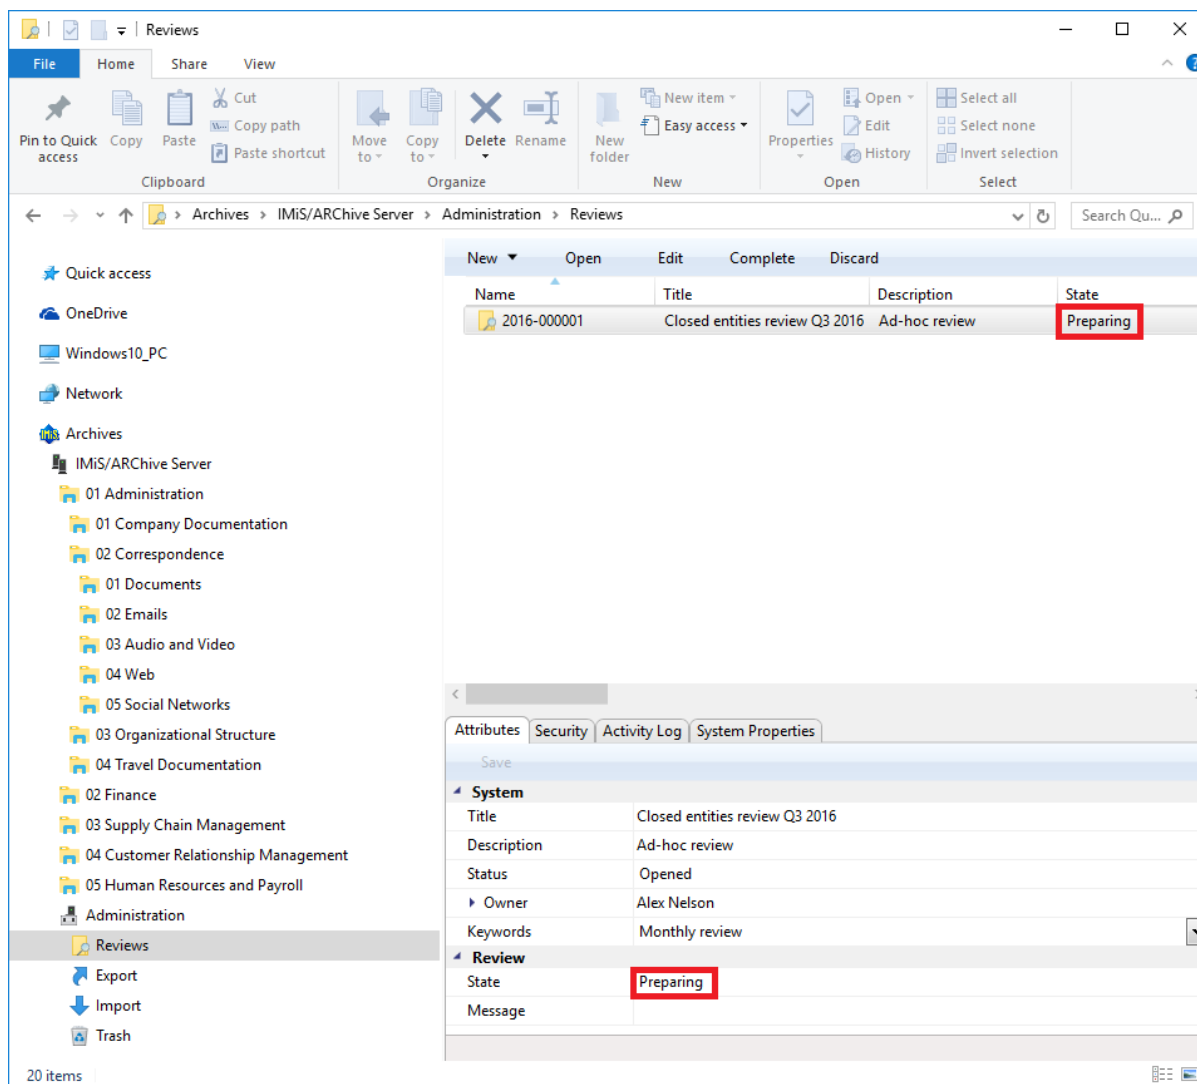 Reviews
File Home Share View
Pin to Quick access
Copy
Paste
Cut
Copy path
Paste shortcut
Move to
Copy to
Delete
Rename
New folder
New item
Easy access
Properties
Open
Edit
History
Select all
Select none
Invert selection
Clipboard Organize New Open Select
Archives > IMiS/ARChive Server > Administration > Reviews
Search Qu...
Quick access
OneDrive
Windows10_PC
Network
Archives
IMiS/ARChive Server
01 Administration
01 Company Documentation
02 Correspondence
01 Documents
02 Emails
03 Audio and Video
04 Web
05 Social Networks
03 Organizational Structure
04 Travel Documentation
02 Finance
03 Supply Chain Management
04 Customer Relationship Management
05 Human Resources and Payroll
Administration
Reviews
Export
Import
Trash
New Open Edit Complete Discard
Name Title Description State
2016-000001 Closed entities review Q3 2016 Ad-hoc review Preparing
Attributes Security Activity Log System Properties
Save
System
Title Closed entities review Q3 2016
Description Ad-hoc review
Status Opened
Owner Alex Nelson
Keywords Monthly review
Review
State Preparing
Message
20 items